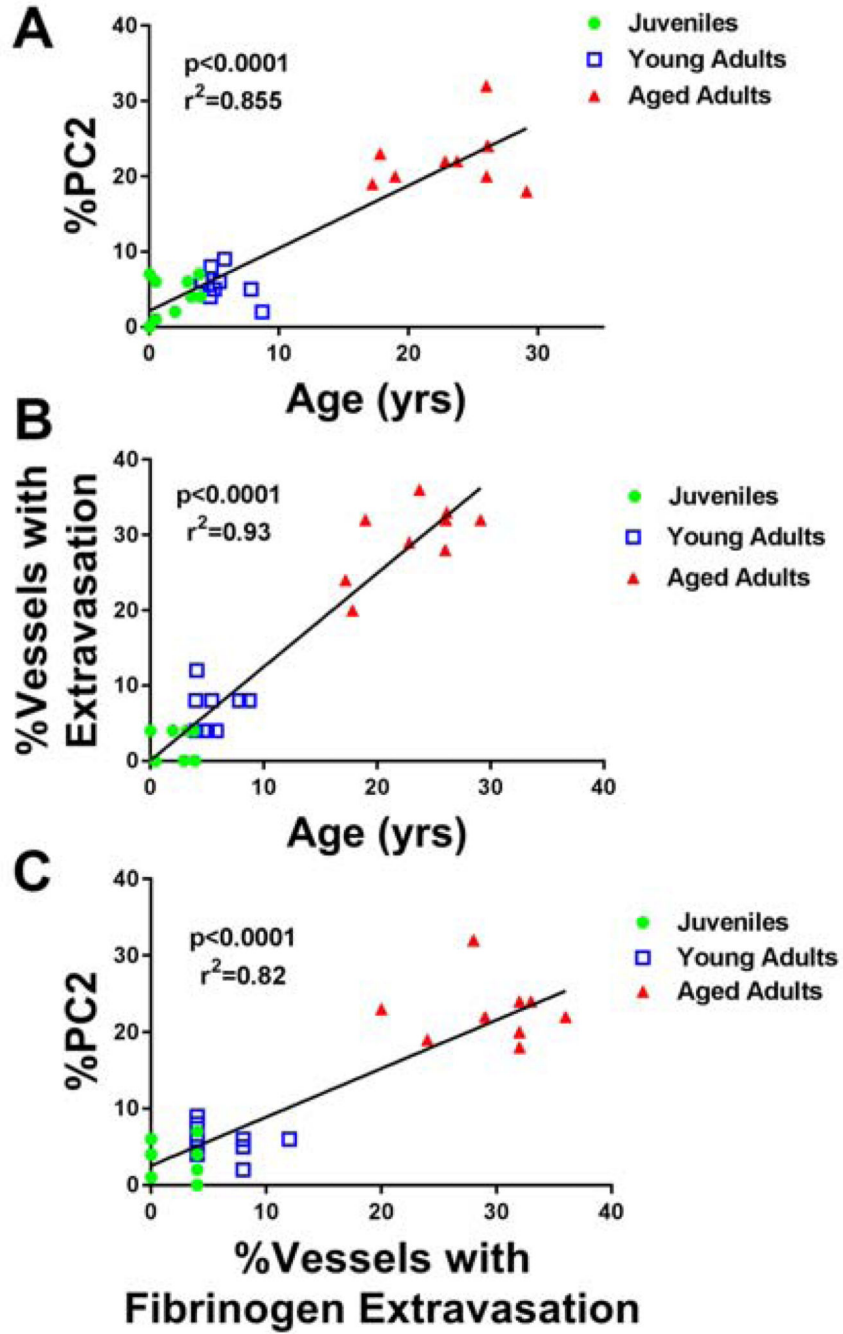 A
40
30
20
10
0
%PC2
p<0.0001
r²=0.855
Juveniles
Young Adults
Aged Adults
0 10 20 30
Age (yrs)
B
40
30
20
10
0
%Vessels with
Extravasation
p<0.0001
r²=0.93
Juveniles
Young Adults
Aged Adults
0 10 20 30 40
Age (yrs)
C
40
30
20
10
0
%PC2
p<0.0001
r²=0.82
Juveniles
Young Adults
Aged Adults
0 10 20 30 40
%Vessels with
Fibrinogen Extravasation